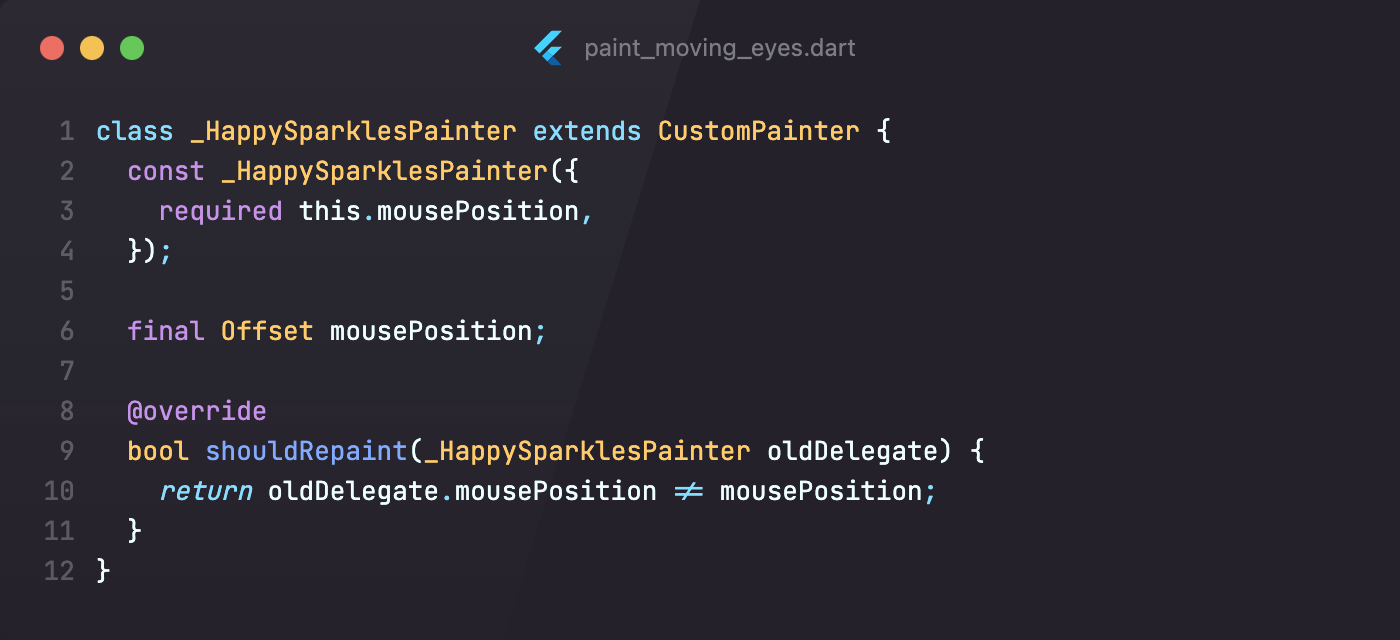 paint_moving_eyes.dart
1 class _HappySparklesPainter extends CustomPainter {
2   const _HappySparklesPainter({
3     required this.mousePosition,
4   });
5
6   final Offset mousePosition;
7
8   @override
9   bool shouldRepaint(_HappySparklesPainter oldDelegate) {
10     return oldDelegate.mousePosition != mousePosition;
11   }
12 }